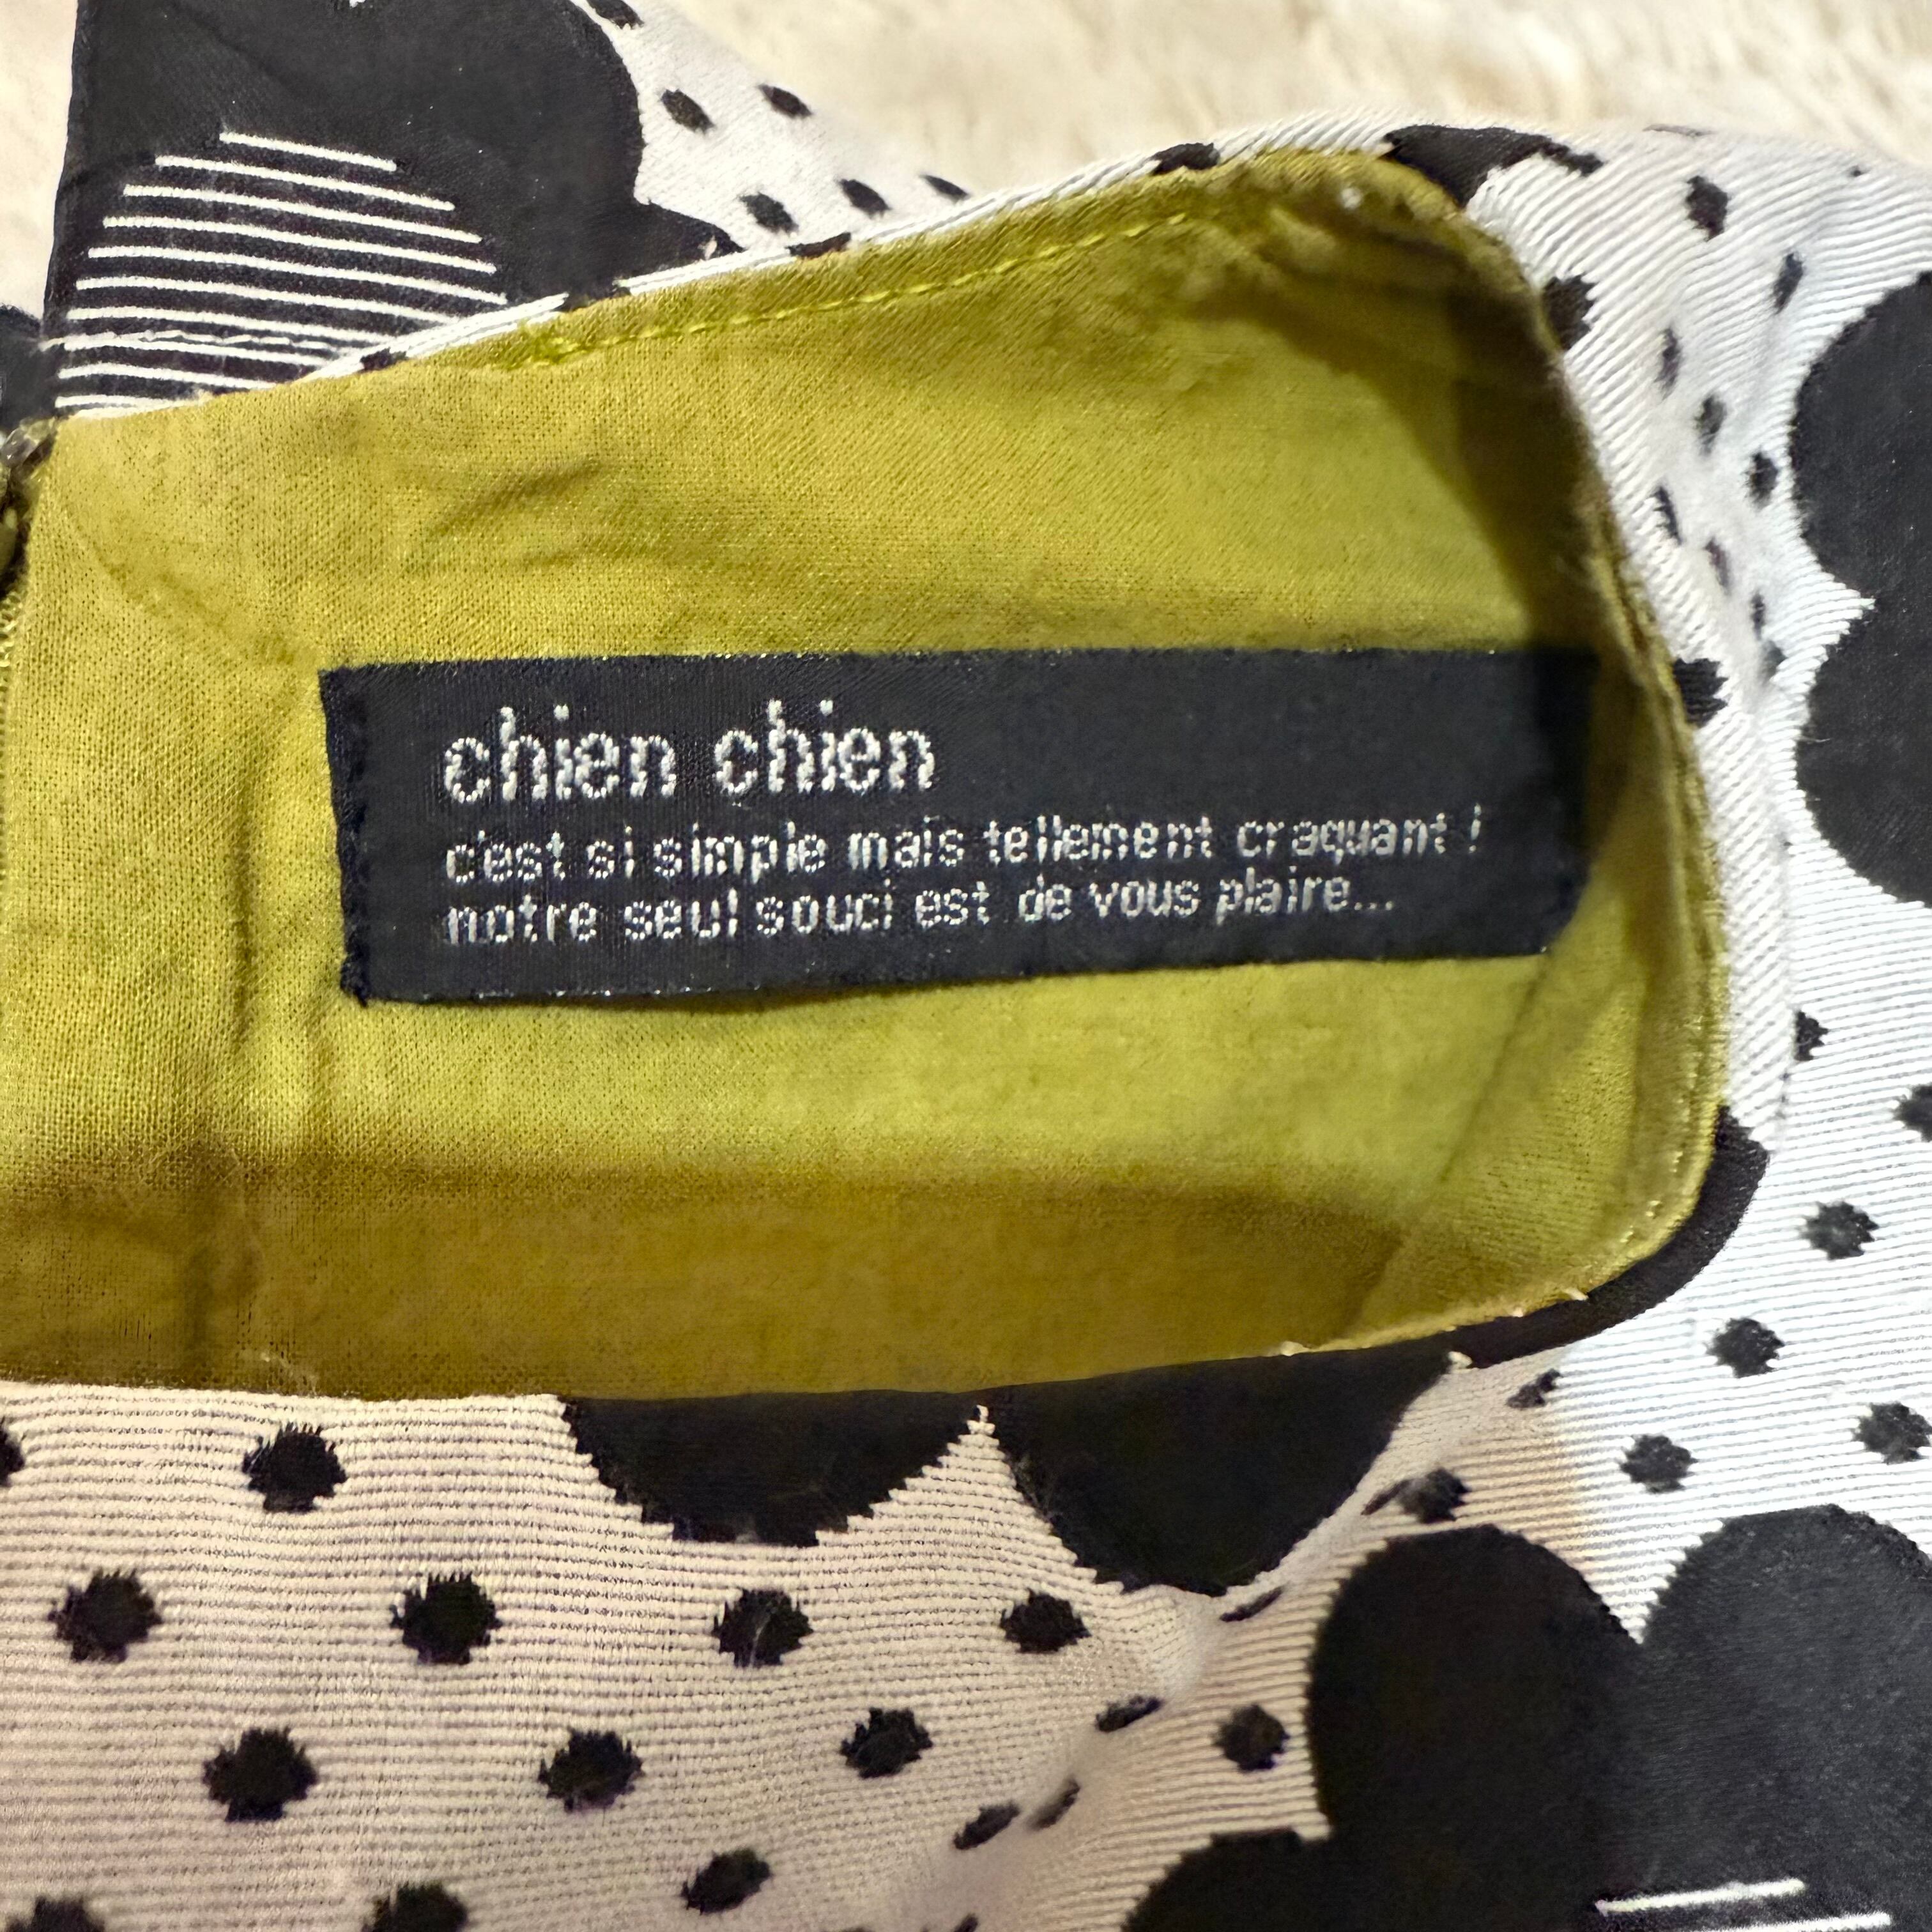 chien chien
c'est si simple mais tellement craquant !
notre seul souci est de vous plaire...